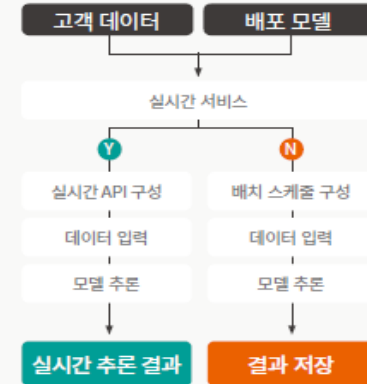 고객 데이터
배포 모델
실시간 서비스
Y
N
실시간 API 구성
배치 스케줄 구성
데이터 입력
데이터 입력
모델 추론
모델 추론
실시간 추론 결과
결과 저장